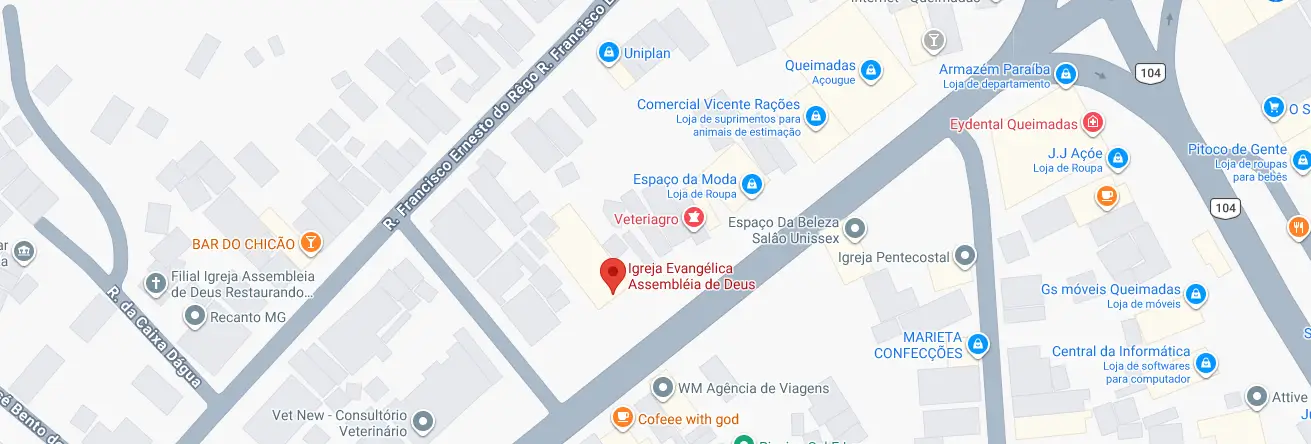 Internet - Queimadas
R. Francisco Ernesto do Rêgo
R. Francisco
Uniplan
Queimadas
Açougue
Armazém Paraíba
Loja de departamento
104
Comercial Vicente Rações
Loja de suprimentos para
animais de estimação
Eydental Queimadas
J.J Açóe
Loja de Roupa
O S
Pitoco de Gente
Loja de roupas
para bebês
Espaço da Moda
Loja de Roupa
104
Veteriagro
Espaço Da Beleza
Salâo Unissex
BAR DO CHICÃO
Igreja Pentecostal
Filial Igreja Assembleia
de Deus Restaurando...
Igreja Evangélica
Assembléia de Deus
Recanto MG
R. da Caixa Dágua
Gs móveis Queimadas
Loja de móveis
MARIETA
CONFECÇÕES
Central da Informática
Loja de softwares
para computador
WM Agência de Viagens
Attive
Vet New - Consultório
Veterinário
Cofeee with god